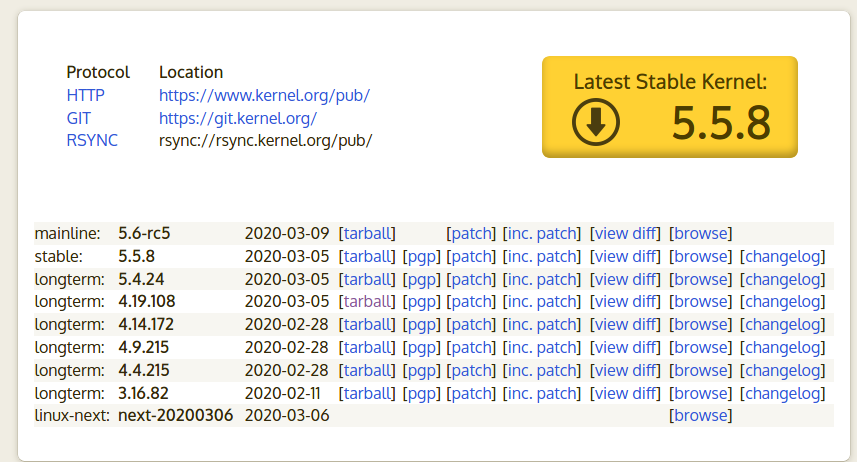 Protocol Location
HTTP https://www.kernel.org/pub/
GIT https://git.kernel.org/
RSYNC rsync://rsync.kernel.org/pub/
Latest Stable Kernel:
5.5.8
mainline: 5.6-rc5 2020-03-09 [tarball] [patch] [inc. patch] [view diff] [browse]
stable: 5.5.8 2020-03-05 [tarball] [pgp] [patch] [inc. patch] [view diff] [browse] [changelog]
longterm: 5.4.24 2020-03-05 [tarball] [pgp] [patch] [inc. patch] [view diff] [browse] [changelog]
longterm: 4.19.108 2020-03-05 [tarball] [pgp] [patch] [inc. patch] [view diff] [browse] [changelog]
longterm: 4.14.172 2020-02-28 [tarball] [pgp] [patch] [inc. patch] [view diff] [browse] [changelog]
longterm: 4.9.215 2020-02-28 [tarball] [pgp] [patch] [inc. patch] [view diff] [browse] [changelog]
longterm: 4.4.215 2020-02-28 [tarball] [pgp] [patch] [inc. patch] [view diff] [browse] [changelog]
longterm: 3.16.82 2020-02-11 [tarball] [pgp] [patch] [inc. patch] [view diff] [browse] [changelog]
linux-next: next-20200306 2020-03-06 [browse]